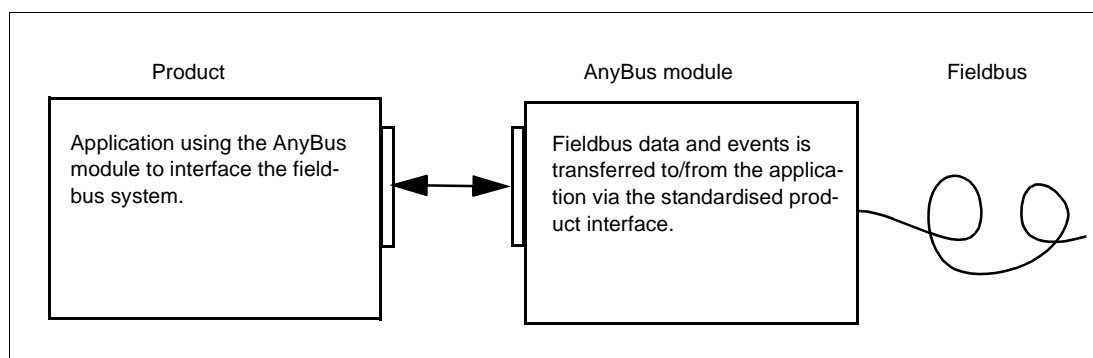 Product
AnyBus module
Fieldbus
Application using the AnyBus
module to interface the field-
bus system.
Fieldbus data and events is
transferred to/from the applica-
tion via the standardised prod-
uct interface.